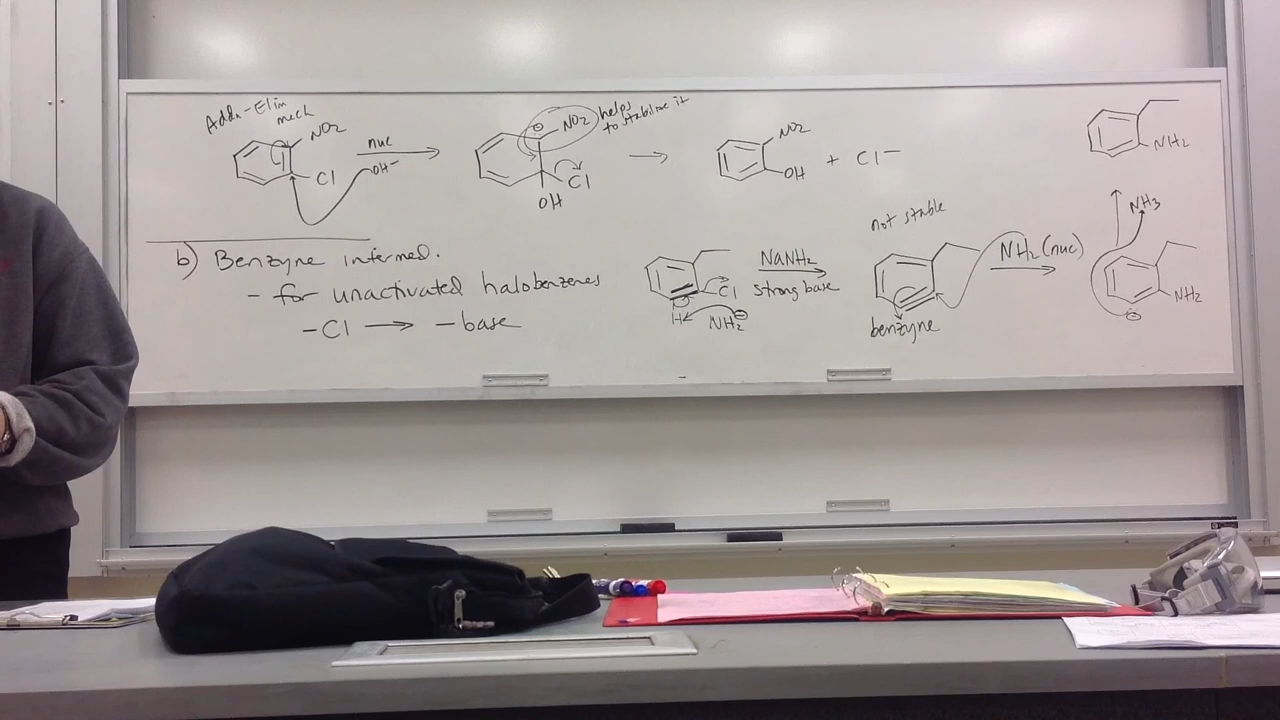 Addn-Elim
mech
NO2
Cl
nuc
OH-
⊖
NO2
helps
to stabilize it
Cl
OH
NO2
OH
+ Cl-
NH2
b) Benzyne intermed.
- for unactivated halobenzenes
-Cl → -base
Cl
H
NH2⊖
NaNH2
strong base
not stable
benzyne
NH2 (nuc)
NH3
NH2
⊖